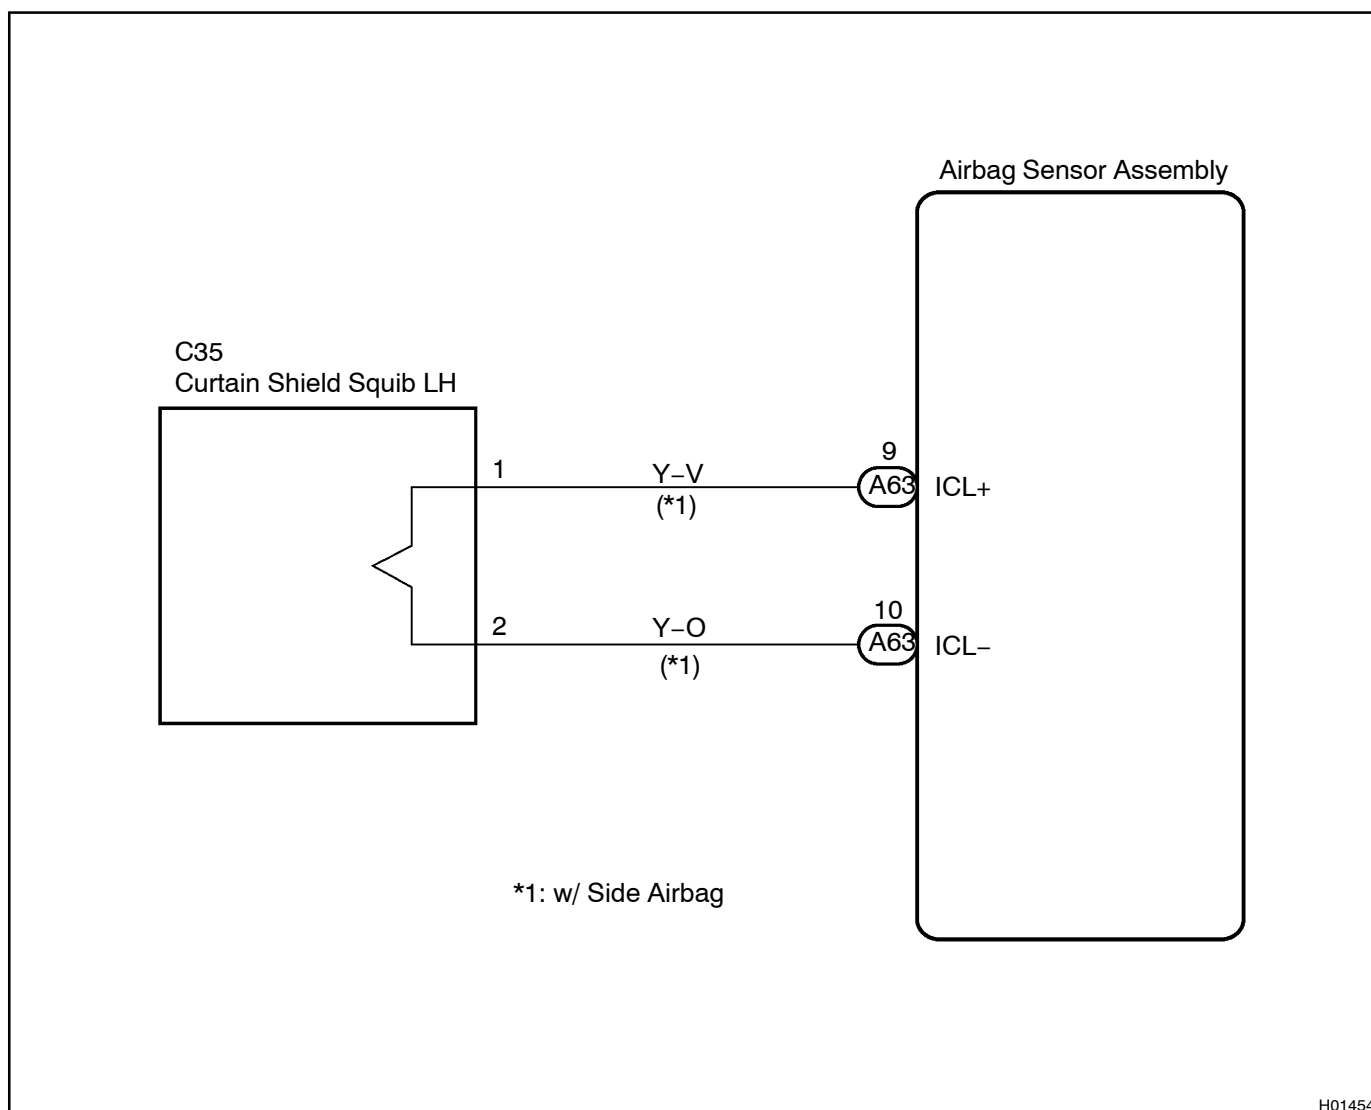 Airbag Sensor Assembly
C35
Curtain Shield Squib LH
1
Y−V
(*1)
9
A63
ICL+
2
Y−O
(*1)
10
A63
ICL−
*1: w/ Side Airbag
H01454